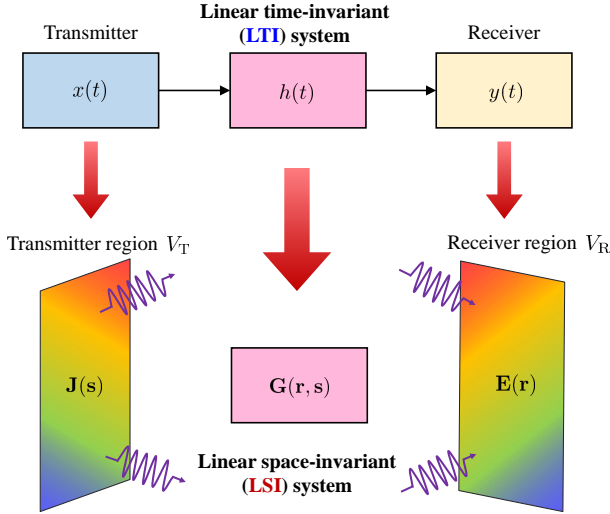 Linear time-invariant
Transmitter (LTI) system Receiver
x(t) h(t) y(t)
Transmitter region V_T Receiver region V_R
J(s) G(r, s) E(r)
Linear space-invariant
(LSI) system